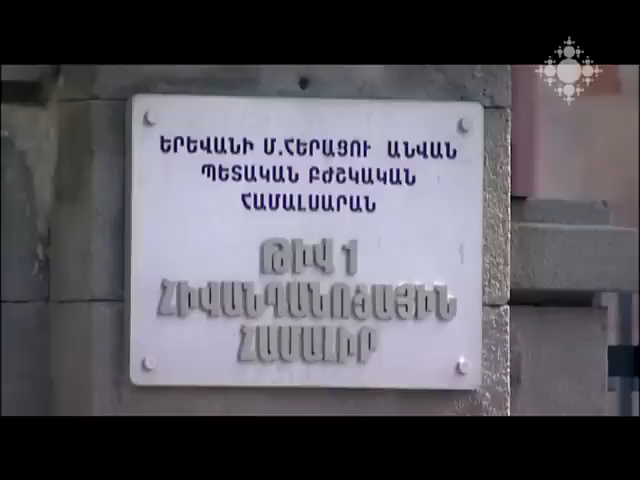 ԵՐԵՎԱՆԻ Մ.ՀԵՐԱՑՈՒ ԱՆՎԱՆ
ՊԵՏԱԿԱՆ ԲԺՇԿԱԿԱՆ
ՀԱՄԱԼՍԱՐԱՆ
ԹԻՎ 1
ՀԻՎԱՆԴԱՆՈՑԱՅԻՆ
ՀԱՄԱԼԻՐ